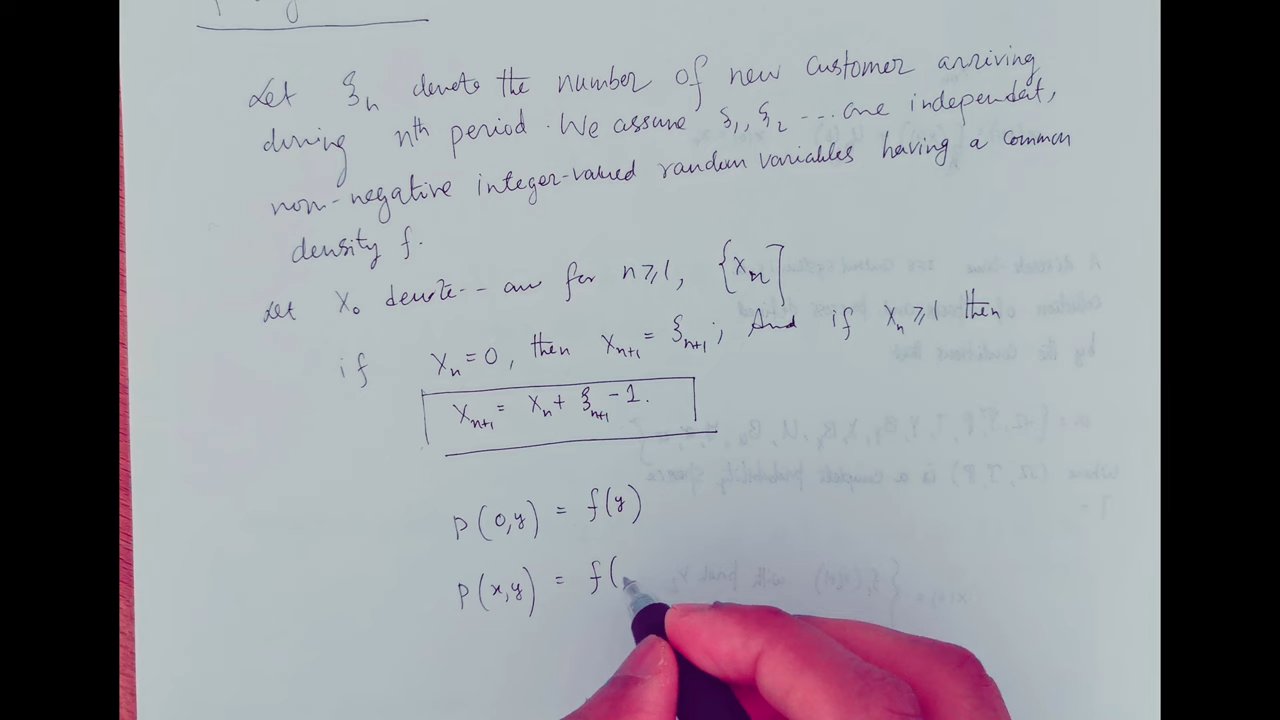 Let ξₙ denote the number of new customer arriving
during nth period. We assume ξ₁, ξ₂ ... are independent,
non-negative integer-valued random variables having a common
density f.
Let X₀ denote -- and for n ≥ 1, {Xₙ]
if Xₙ = 0, then Xₙ₊₁ = ξₙ₊₁; And if Xₙ ≥ 1 then
Xₙ₊₁ = Xₙ + ξₙ₊₁ - 1.
P(0,y) = f(y)
P(x,y) = f(